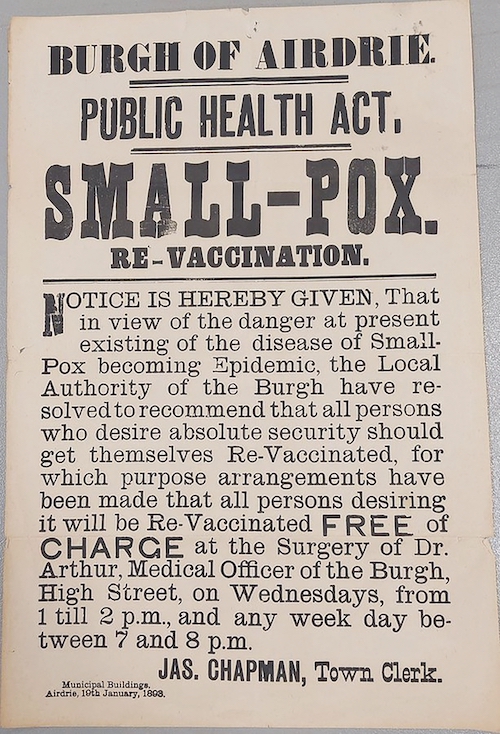 BURGH OF AIRDRIE.
PUBLIC HEALTH ACT.
SMALL-POX.
RE-VACCINATION.
NOTICE IS HEREBY GIVEN, That
in view of the danger at present
existing of the disease of Small-
Pox becoming Epidemic, the Local
Authority of the Burgh have re-
solved to recommend that all persons
who desire absolute security should
get themselves Re-Vaccinated, for
which purpose arrangements have
been made that all persons desiring
it will be Re-Vaccinated FREE of
CHARGE at the Surgery of Dr.
Arthur, Medical Officer of the Burgh,
High Street, on Wednesdays, from
1 till 2 p.m., and any week day be-
tween 7 and 8 p.m.
JAS. CHAPMAN, Town Clerk.
Municipal Buildings,
Airdrie, 19th January, 1893.